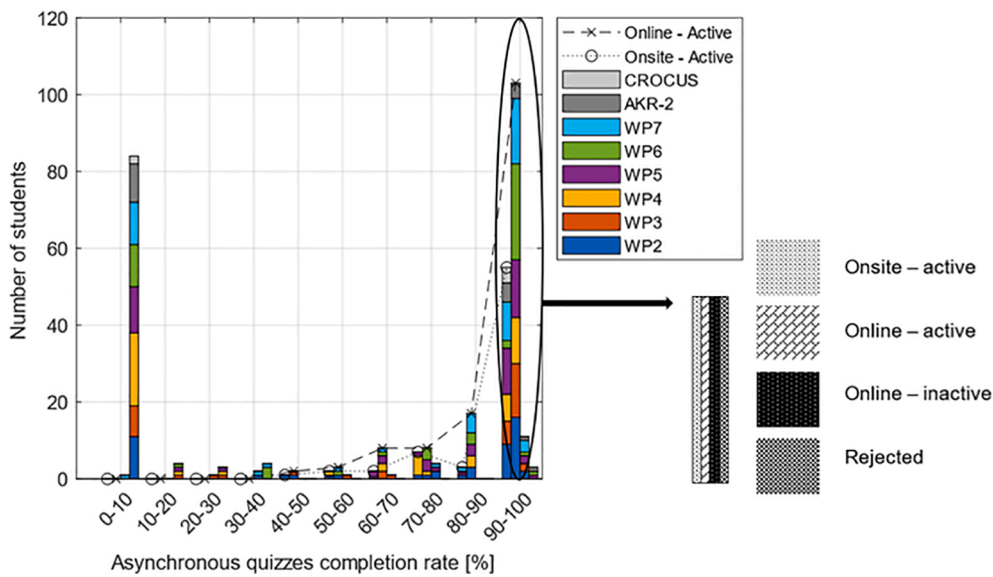 120
100
80
60
40
20
0
Number of students
0-10
10-20
20-30
30-40
40-50
50-60
60-70
70-80
80-90
90-100
Asynchronous quizzes completion rate [%]
Online - Active
Onsite - Active
CROCUS
AKR-2
WP7
WP6
WP5
WP4
WP3
WP2
Onsite – active
Online – active
Online – inactive
Rejected